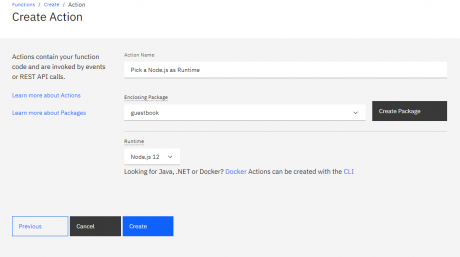 Functions / Create / Action
Create Action
Actions contain your function
code and are invoked by events
or REST API calls.
Learn more about Actions
Learn more about Packages
Action Name
Pick a Node.js as Runtime
Enclosing Package
guestbook
Create Package
Runtime
Node.js 12
Looking for Java, .NET or Docker? Docker Actions can be created with the CLI
Previous
Cancel
Create